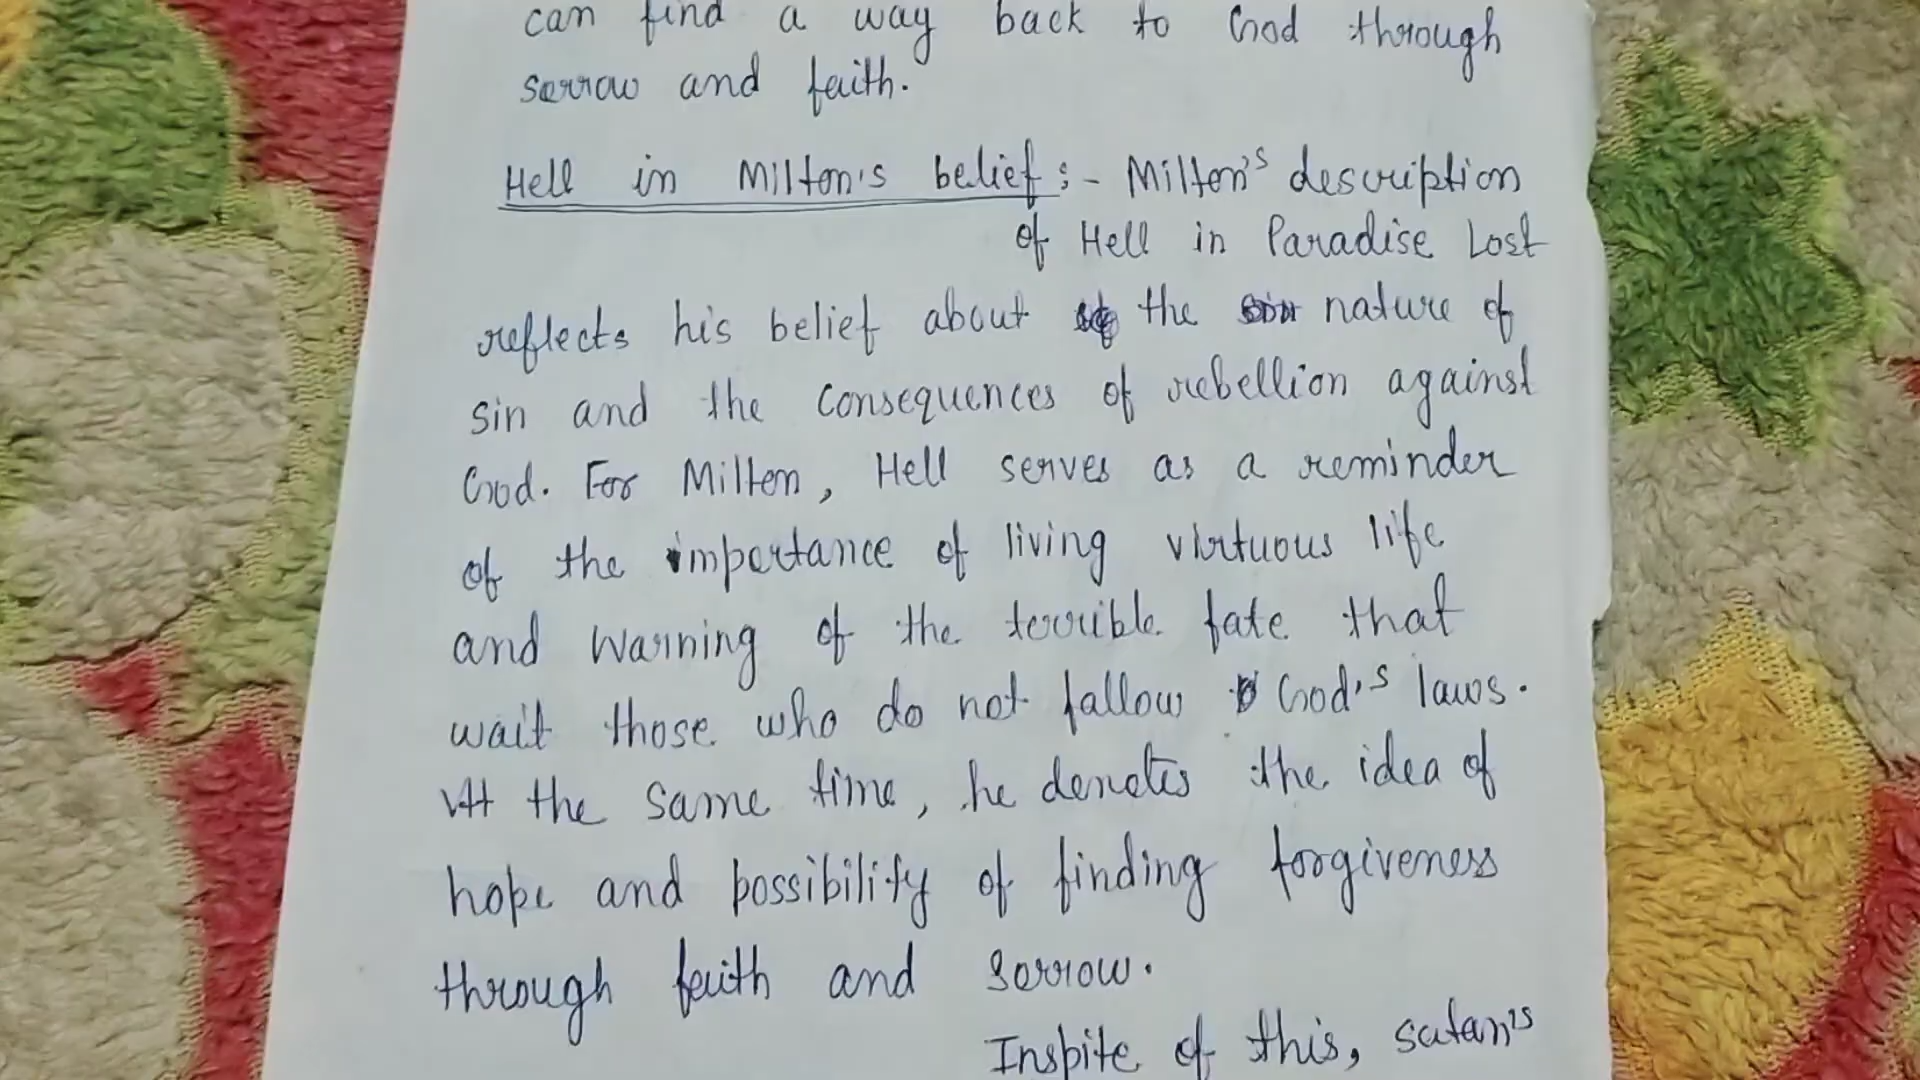 can find a way back to God through
sorrow and faith.
Hell in Milton's belief :- Milton's description
of Hell in Paradise Lost
reflects his belief about the nature of
sin and the consequences of rebellion against
God. For Milton, Hell serves as a reminder
of the importance of living virtuous life
and warning of the terrible fate that
wait those who do not fallow God's laws.
At the same time, he denotes the idea of
hope and possibility of finding forgiveness
through faith and sorrow.
Inspite of this, satan's